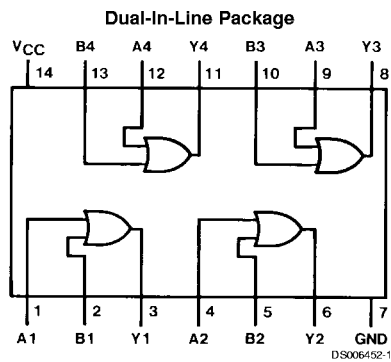 Dual-In-Line Package
VCC B4 A4 Y4 B3 A3 Y3
14 13 12 11 10 9 8
1 2 3 4 5 6 7
A1 B1 Y1 A2 B2 Y2 GND
DS006452-1